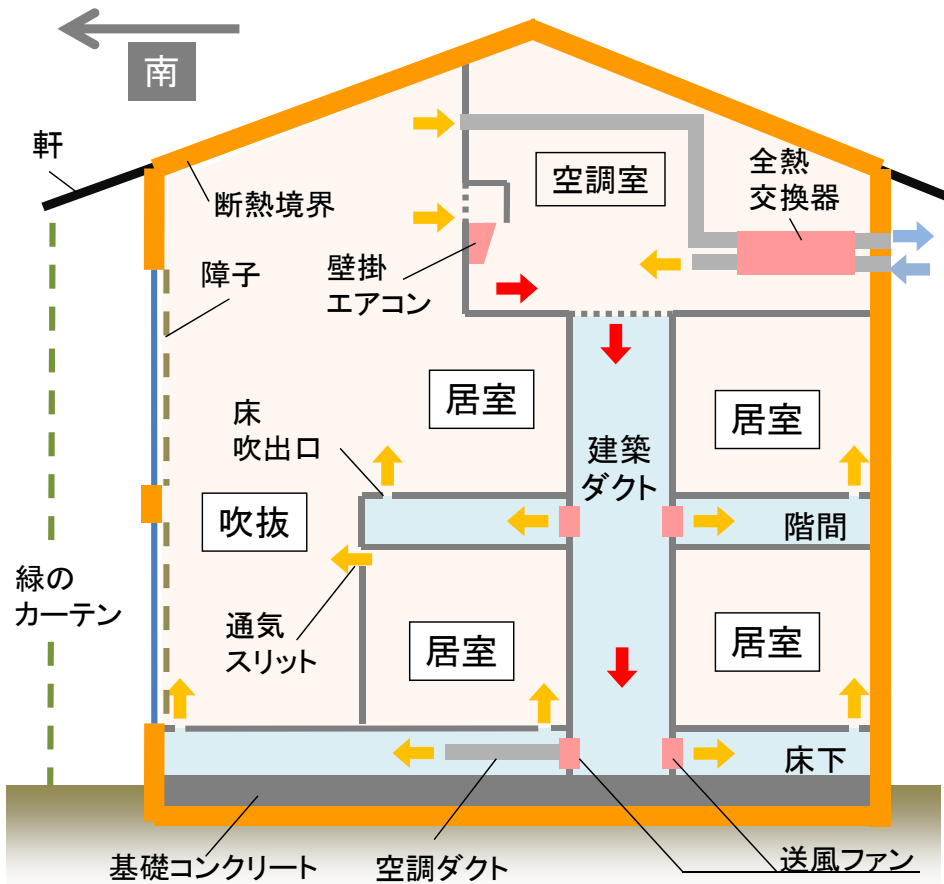 南
軒
断熱境界
空調室
全熱
交換器
障子
壁掛
エアコン
居室
居室
床
吹出口
建築
ダクト
吹抜
階間
緑の
カーテン
通気
スリット
居室
居室
床下
基礎コンクリート
空調ダクト
送風ファン